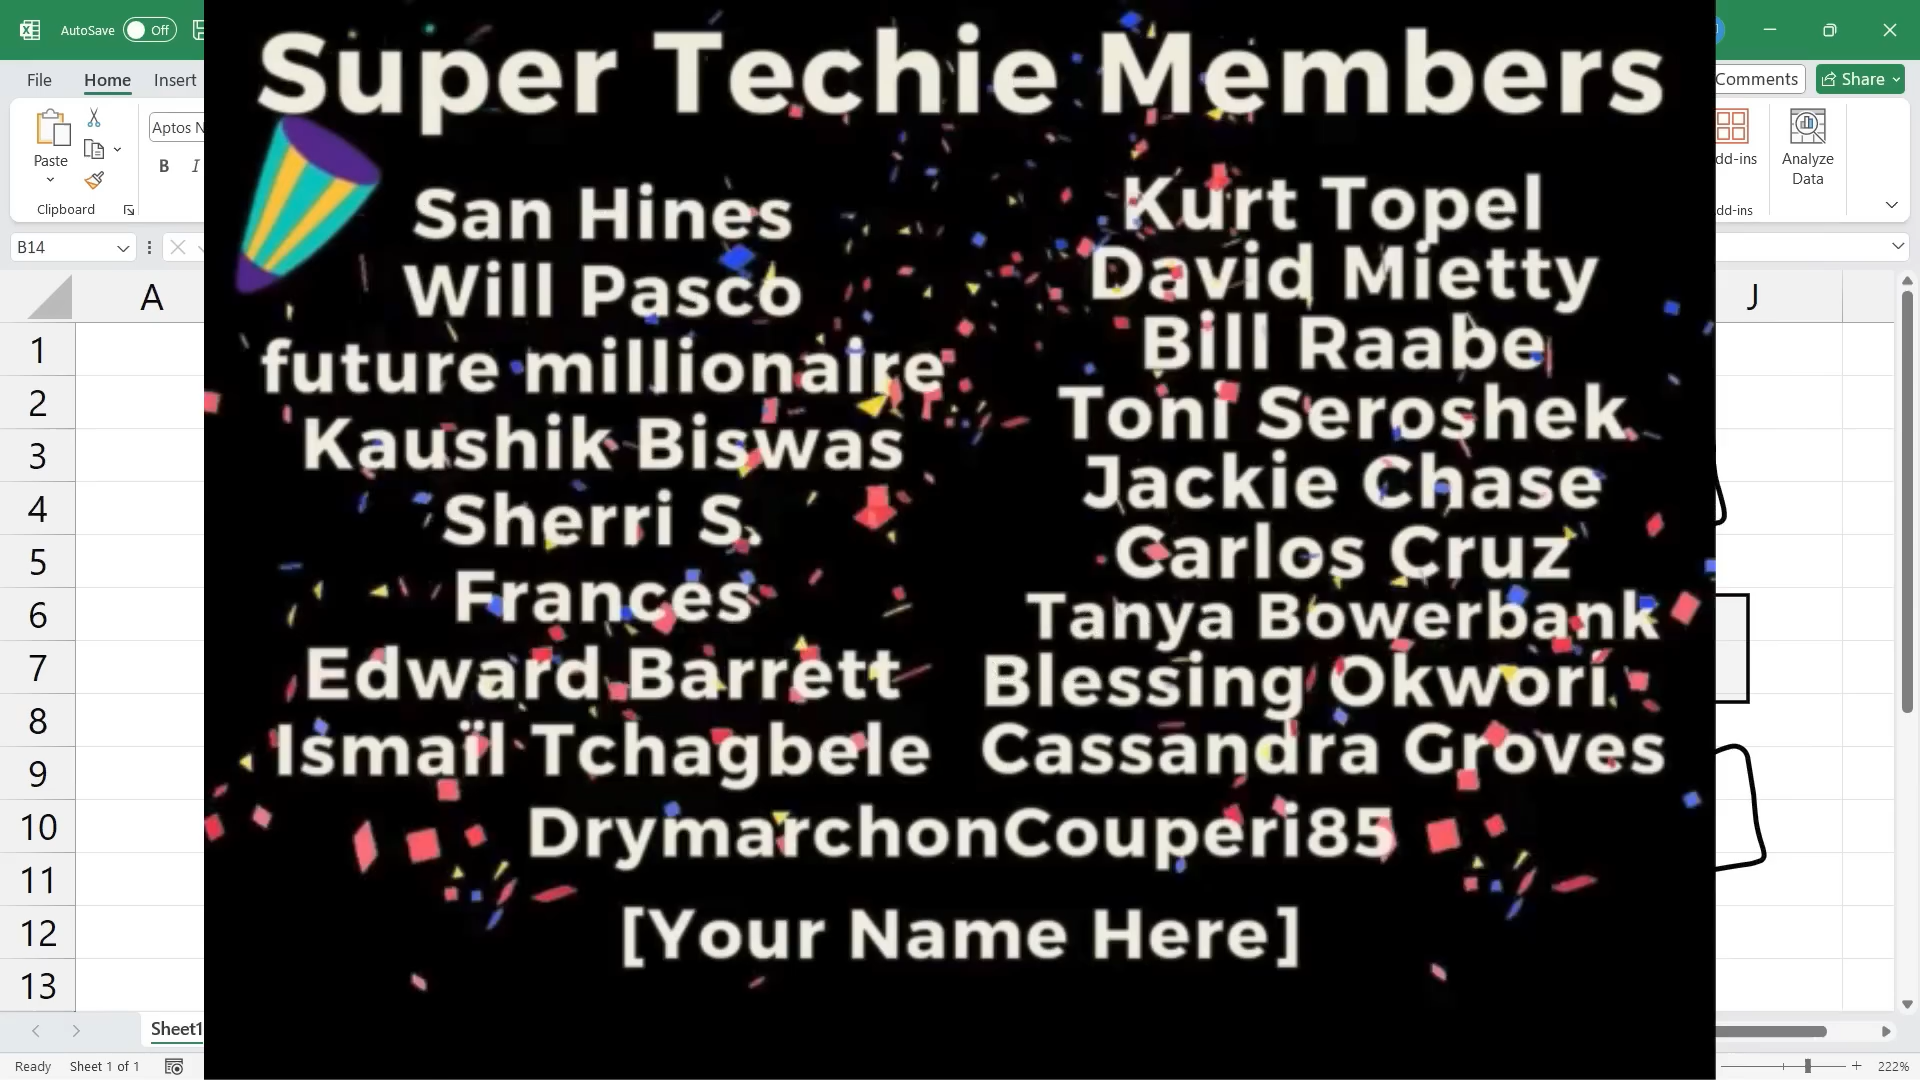 AutoSave Off
File Home Insert
Comments Share
Paste
Aptos N
B I
Clipboard
dd-ins
Analyze
Data
dd-ins
B14
A J
1
2
3
4
5
6
7
8
9
10
11
12
13
Super Techie Members
San Hines
Will Pasco
future millionaire
Kaushik Biswas
Sherri S.
Frances
Edward Barrett
Ismaïl Tchagbele
Kurt Topel
David Mietty
Bill Raabe
Toni Seroshek
Jackie Chase
Carlos Cruz
Tanya Bowerbank
Blessing Okwori
Cassandra Groves
DrymarchonCouperi85
[Your Name Here]
Sheet1
Ready Sheet 1 of 1
222%